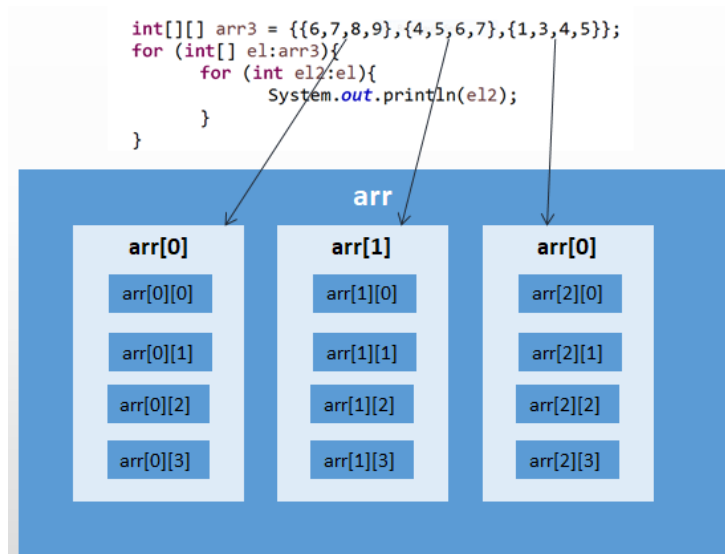 int[][] arr3 = {{6,7,8,9},{4,5,6,7},{1,3,4,5}};
for (int[] el:arr3){
for (int el2:el){
System.out.println(el2);
}
}
arr
arr[0]
arr[0][0]
arr[0][1]
arr[0][2]
arr[0][3]
arr[1]
arr[1][0]
arr[1][1]
arr[1][2]
arr[1][3]
arr[0]
arr[2][0]
arr[2][1]
arr[2][2]
arr[2][3]